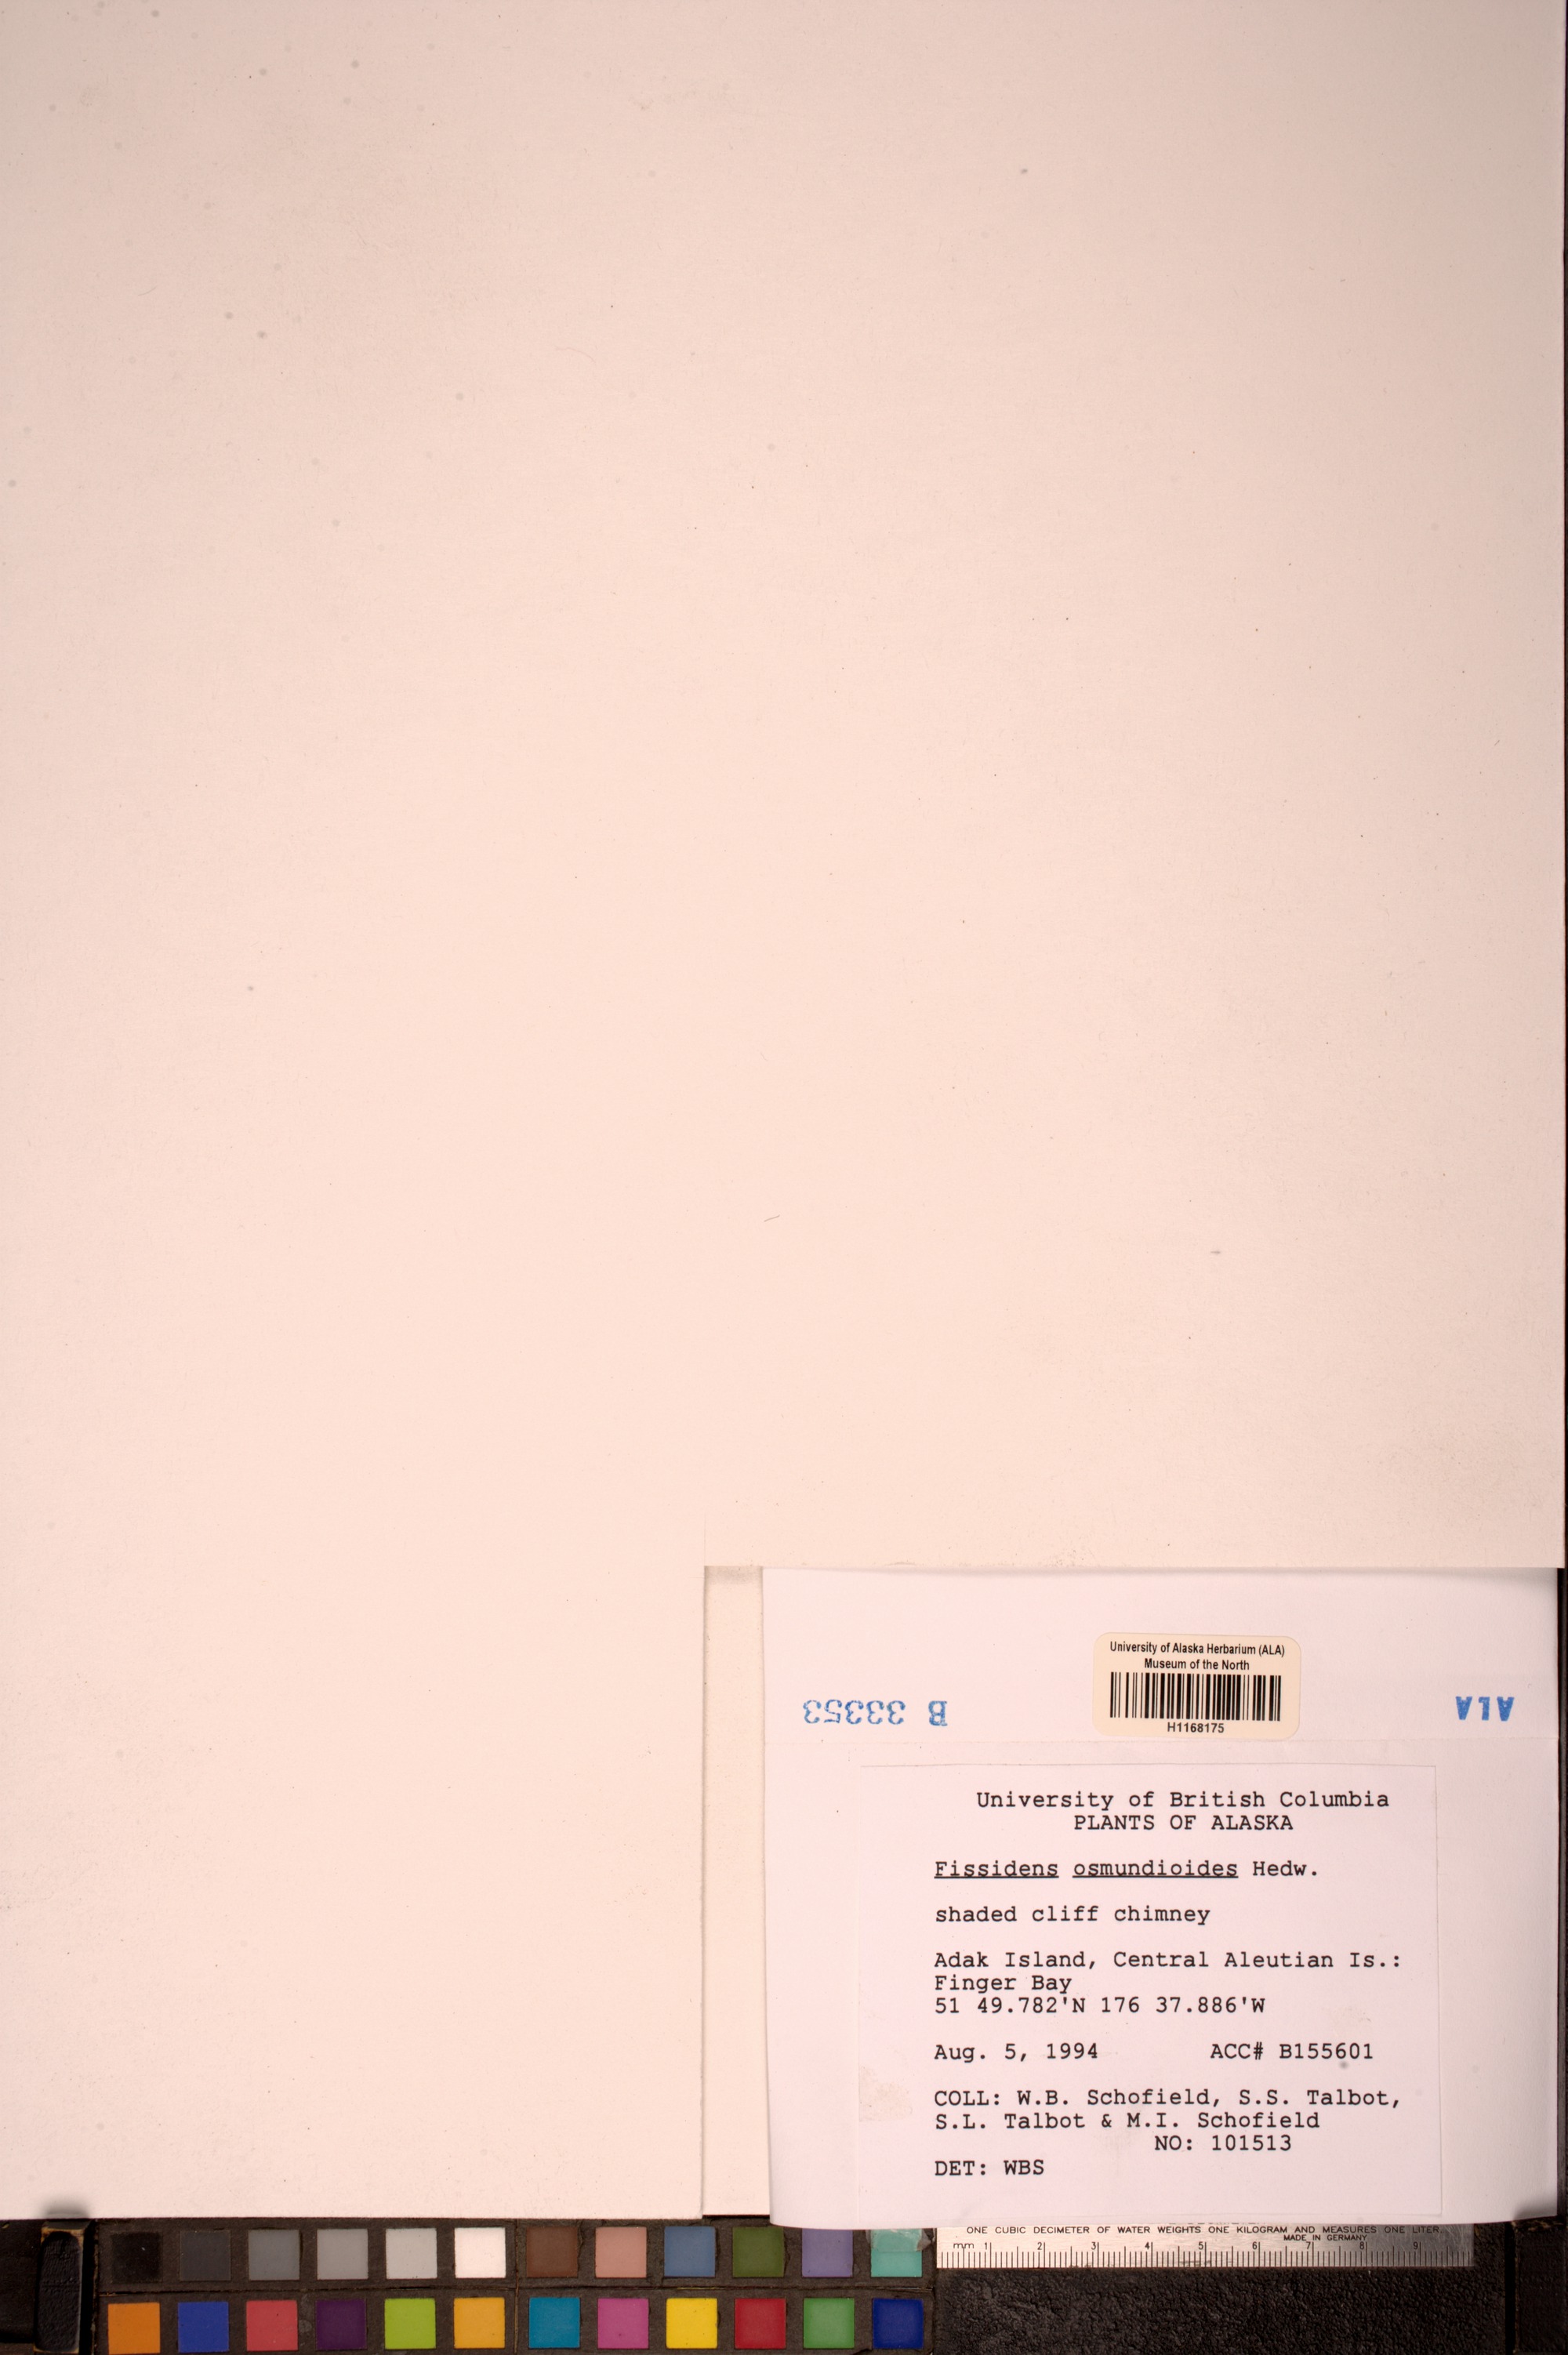 University of Alaska Herbarium (ALA)
Museum of the North
H1168175
B 33353
ALA
University of British Columbia
PLANTS OF ALASKA
Fissidens osmundioides Hedw.
shaded cliff chimney
Adak Island, Central Aleutian Is.:
Finger Bay
51 49.782'N 176 37.886'W
Aug. 5, 1994 ACC# B155601
COLL: W.B. Schofield, S.S. Talbot,
S.L. Talbot & M.I. Schofield
NO: 101513
DET: WBS
ONE CUBIC DECIMETER OF WATER WEIGHTS ONE KILOGRAM AND MEASURES ONE LITER
MADE IN GERMANY
mm 1 2 3 4 5 6 7 8 9